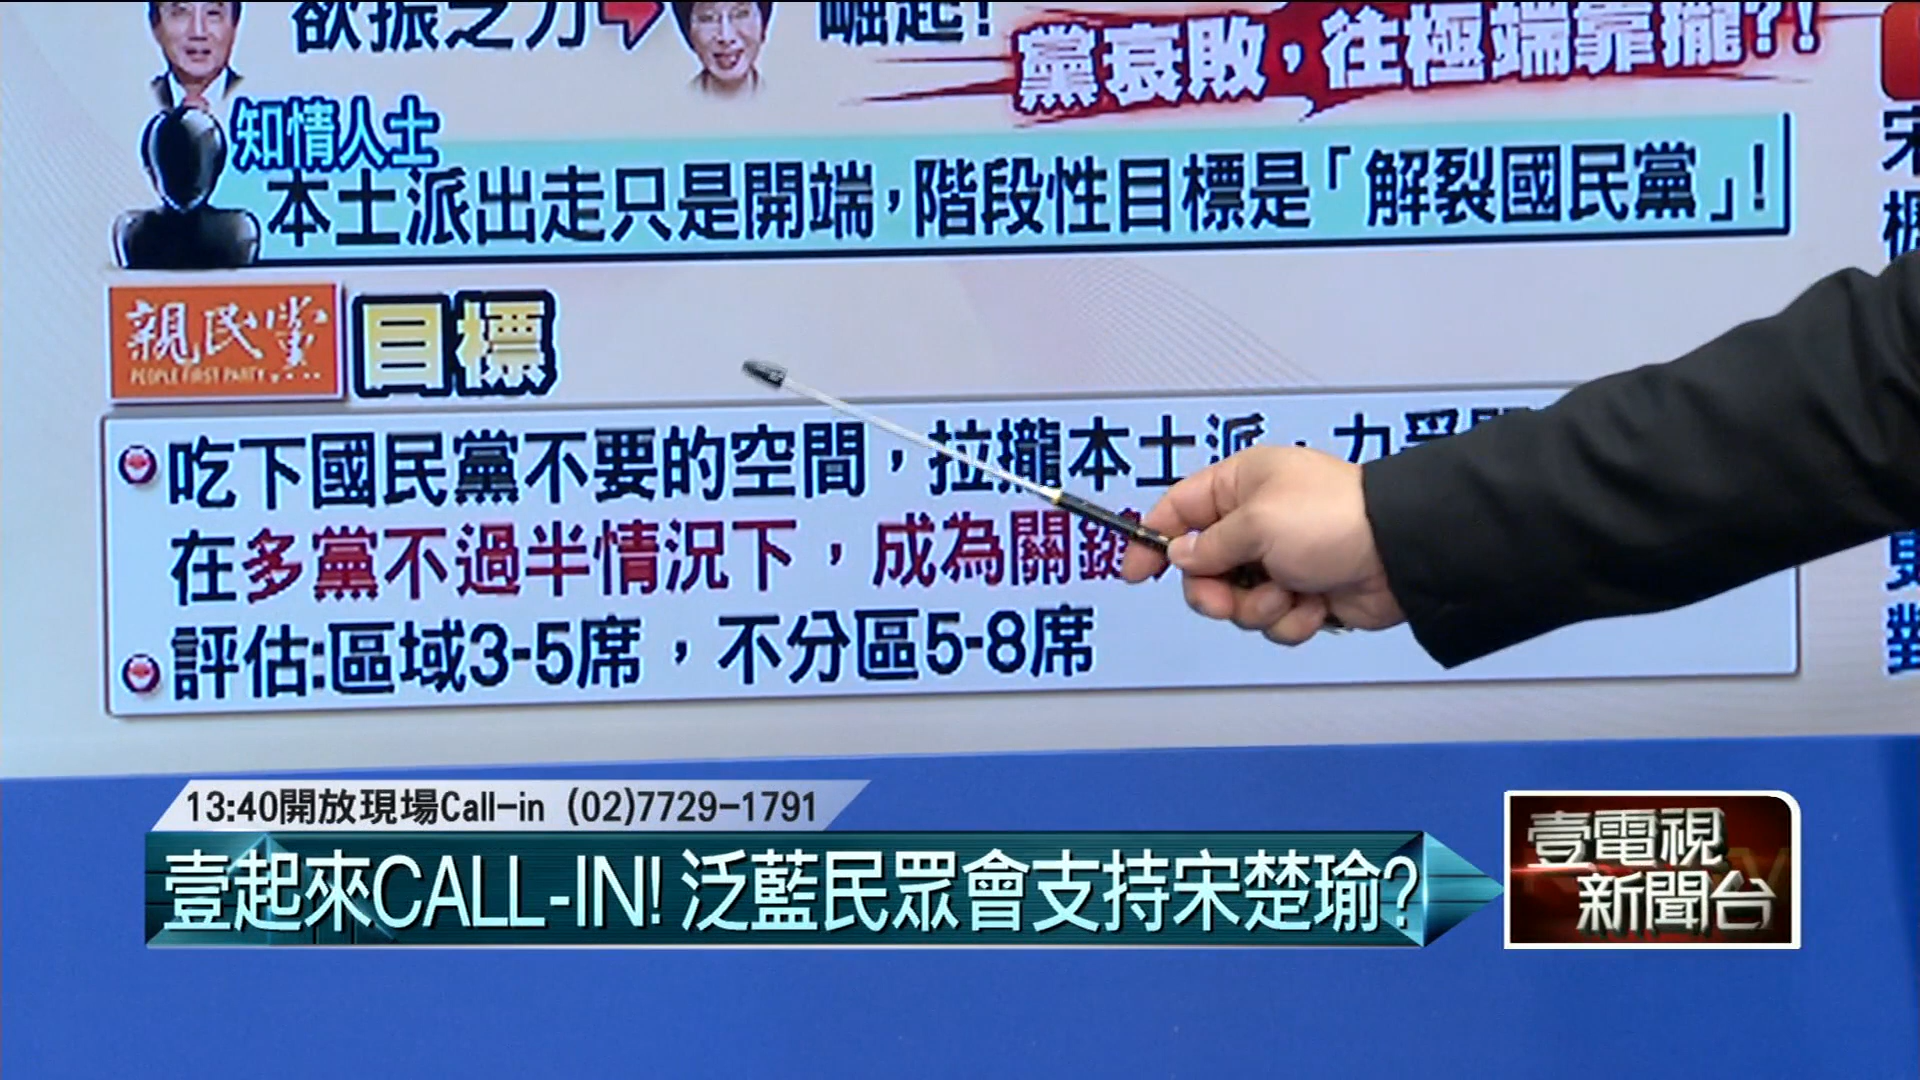 欲振乏力
崛起!
黨衰敗，往極端靠攏?!
知情人士
本土派出走只是開端，階段性目標是「解裂國民黨」!
親民黨
PEOPLE FIRST PARTY
目標
吃下國民黨不要的空間，拉攏本土派，力爭
在多黨不過半情況下，成為關鍵
評估:區域3-5席，不分區5-8席
13:40開放現場Call-in (02)7729-1791
壹起來CALL-IN! 泛藍民眾會支持宋楚瑜?
壹電視
新聞台